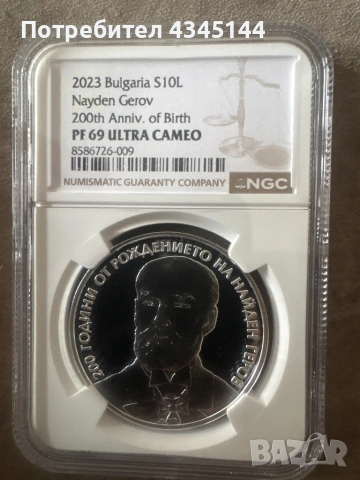 Потребител 4345144
2023 Bulgaria S10L
Nayden Gerov
200th Anniv. of Birth
PF 69 ULTRA CAMEO
8586726-009
NUMISMATIC GUARANTY COMPANY NGC
200 ГОДИНИ ОТ РОЖДЕНИЕТО НА НАЙДЕН ГЕРОВ
BAZAR